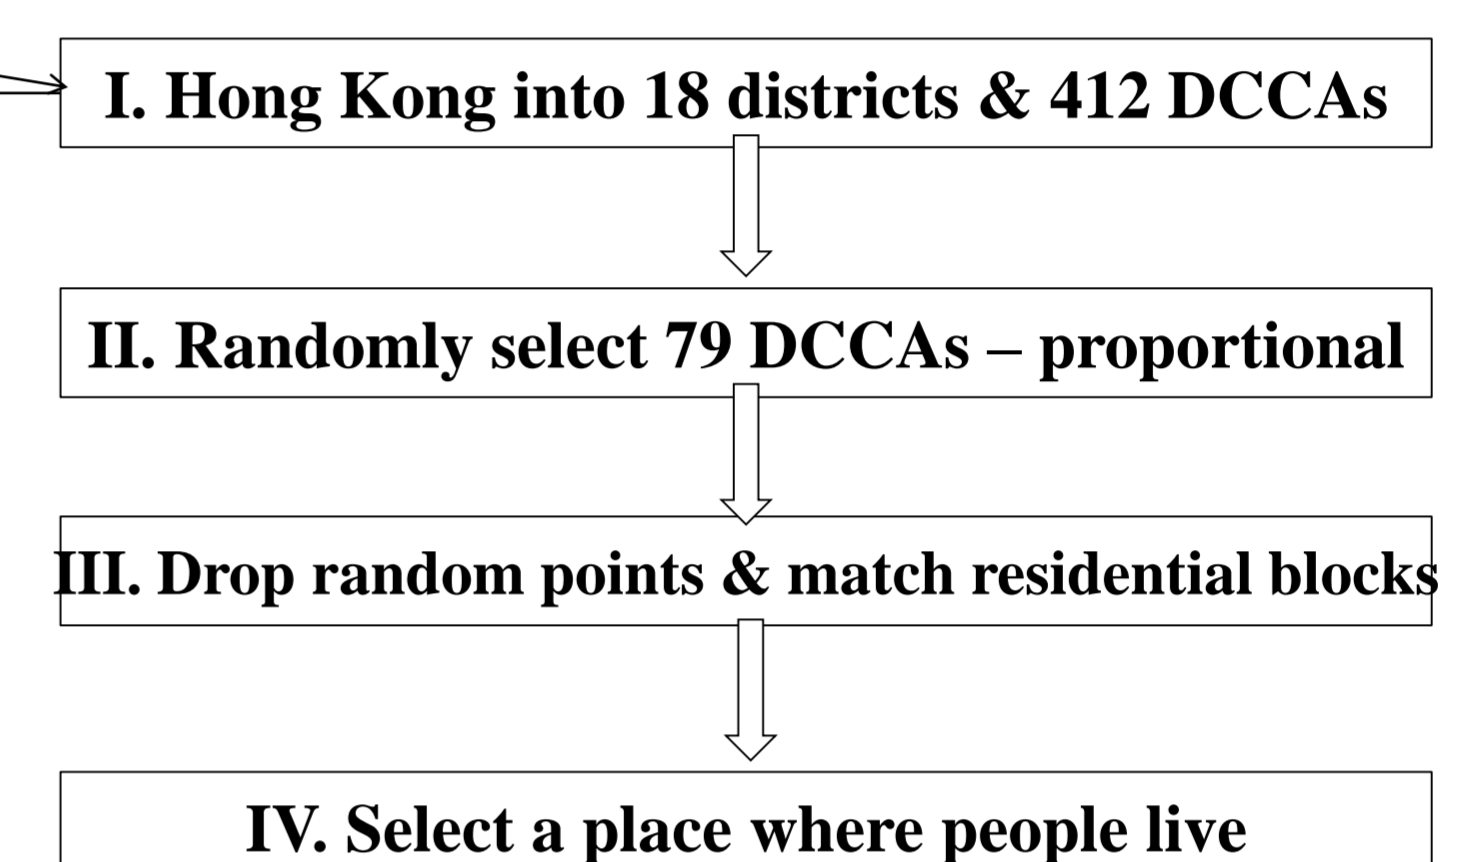 I. Hong Kong into 18 districts & 412 DCCAs
II. Randomly select 79 DCCAs – proportional
III. Drop random points & match residential blocks
IV. Select a place where people live